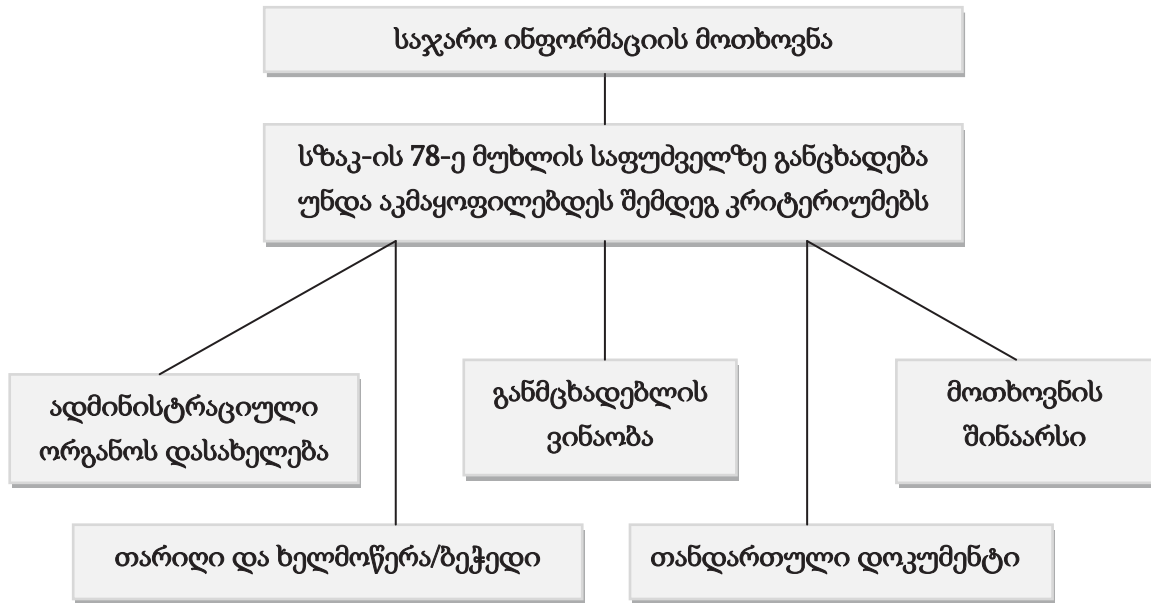 საჯარო ინფორმაციის მოთხოვნა
სზაკ-ის 78-ე მუხლის საფუძველზე განცხადება
უნდა აკმაყოფილებდეს შემდეგ კრიტერიუმებს
ადმინისტრაციული
ორგანოს დასახელება
განმცხადებლის
ვინაობა
მოთხოვნის
შინაარსი
თარიღი და ხელმოწერა/ბეჭედი
თანდართული დოკუმენტი